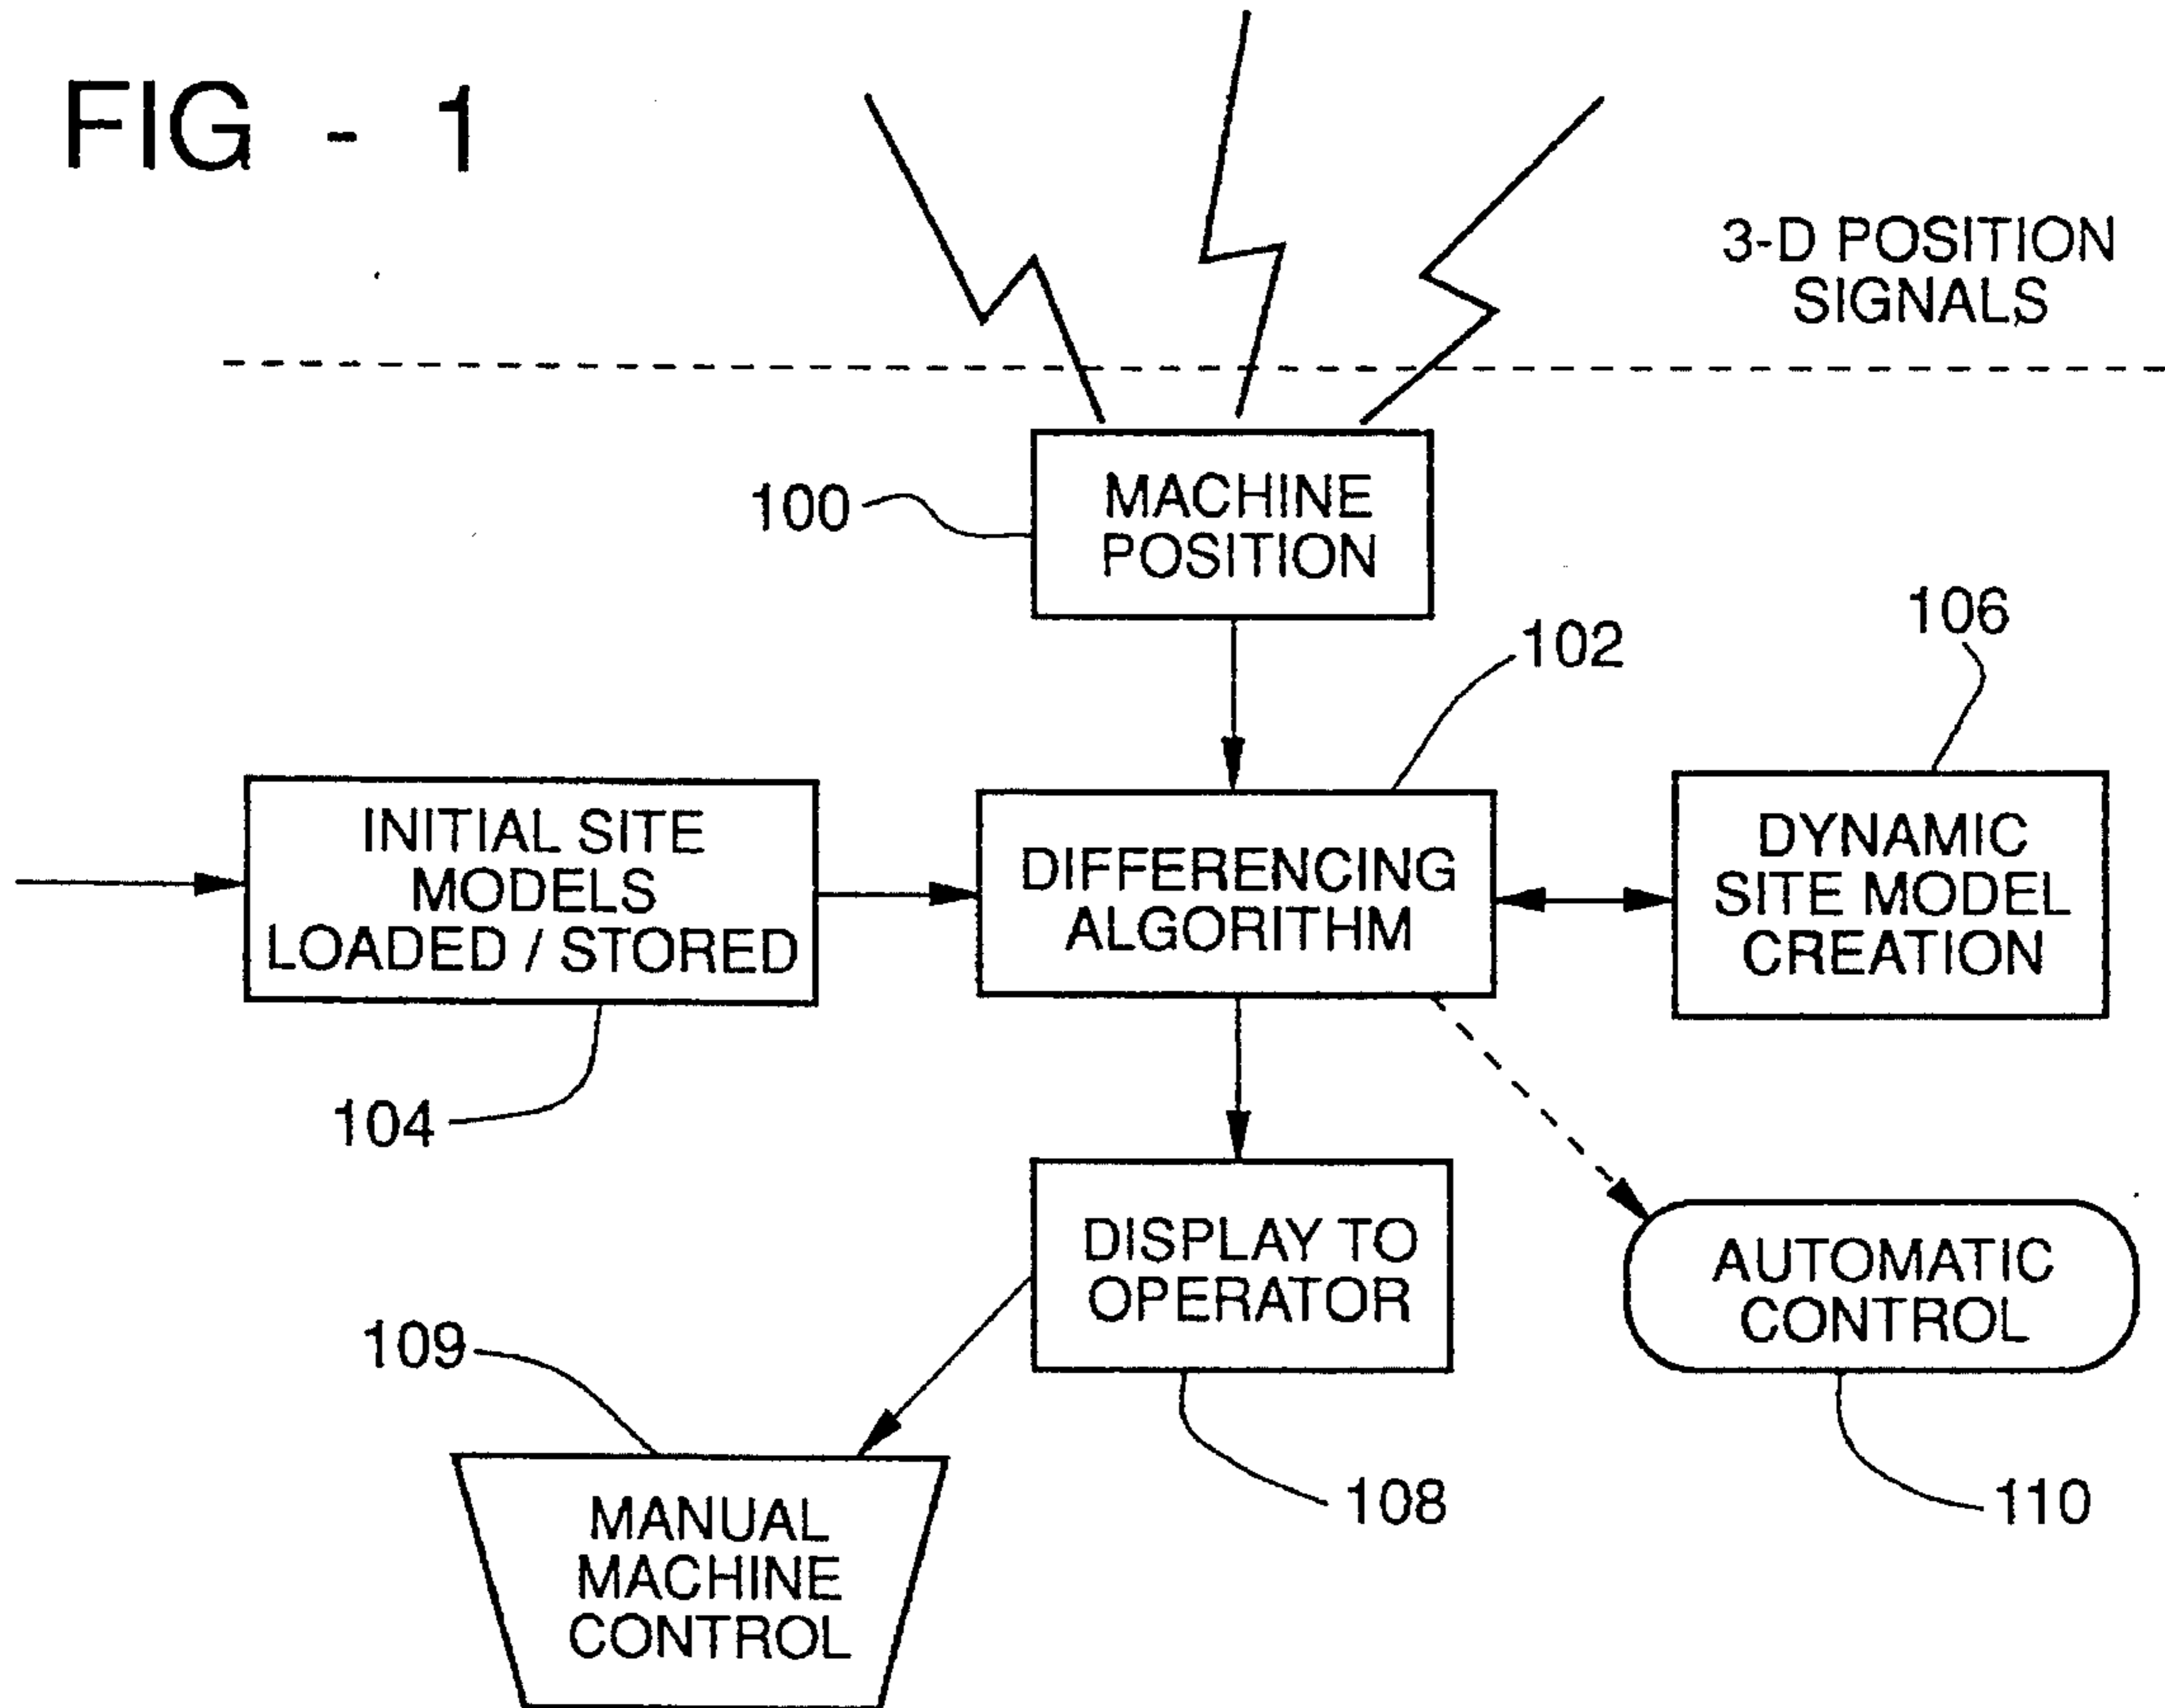 FIG - 1
3-D POSITION
SIGNALS
100
MACHINE
POSITION
102
106
INITIAL SITE
MODELS
LOADED / STORED
DIFFERENCING
ALGORITHM
DYNAMIC
SITE MODEL
CREATION
104
DISPLAY TO
OPERATOR
AUTOMATIC
CONTROL
109
108
110
MANUAL
MACHINE
CONTROL